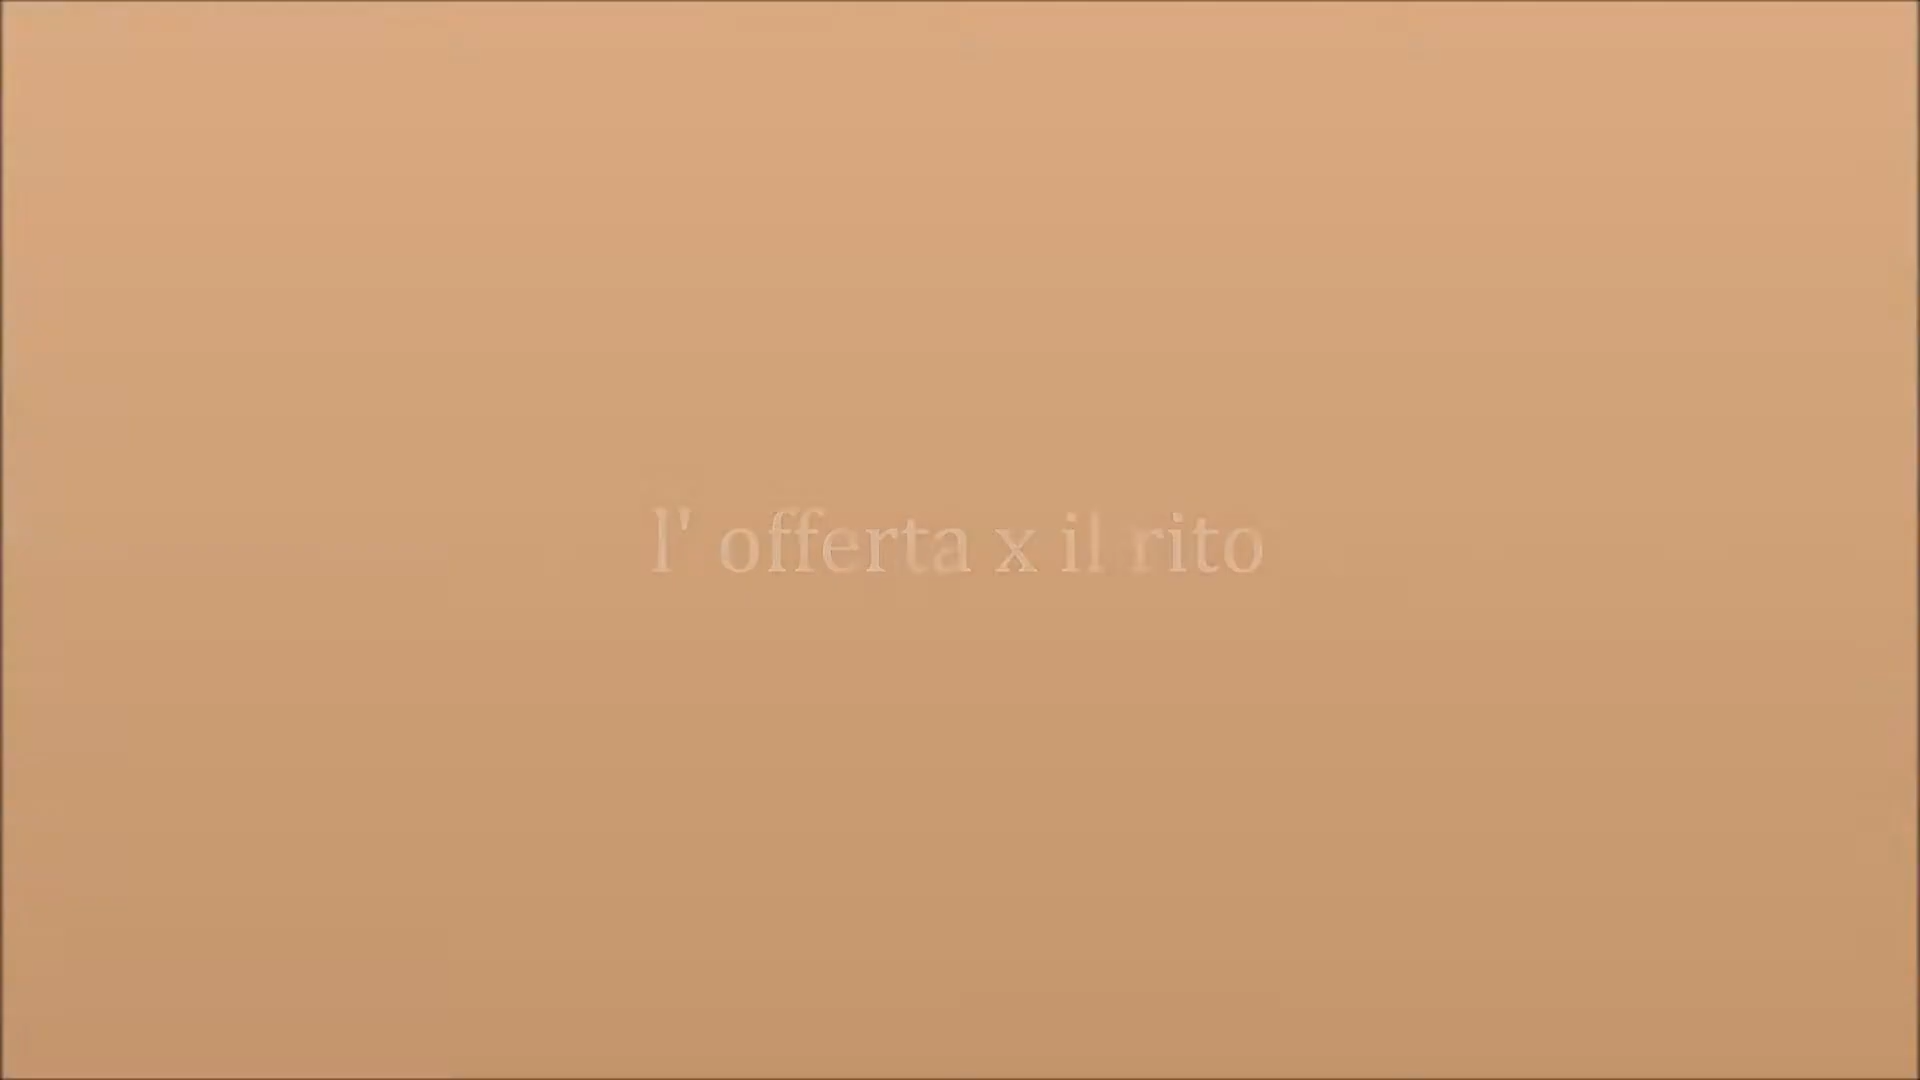 l' offerta x il rito